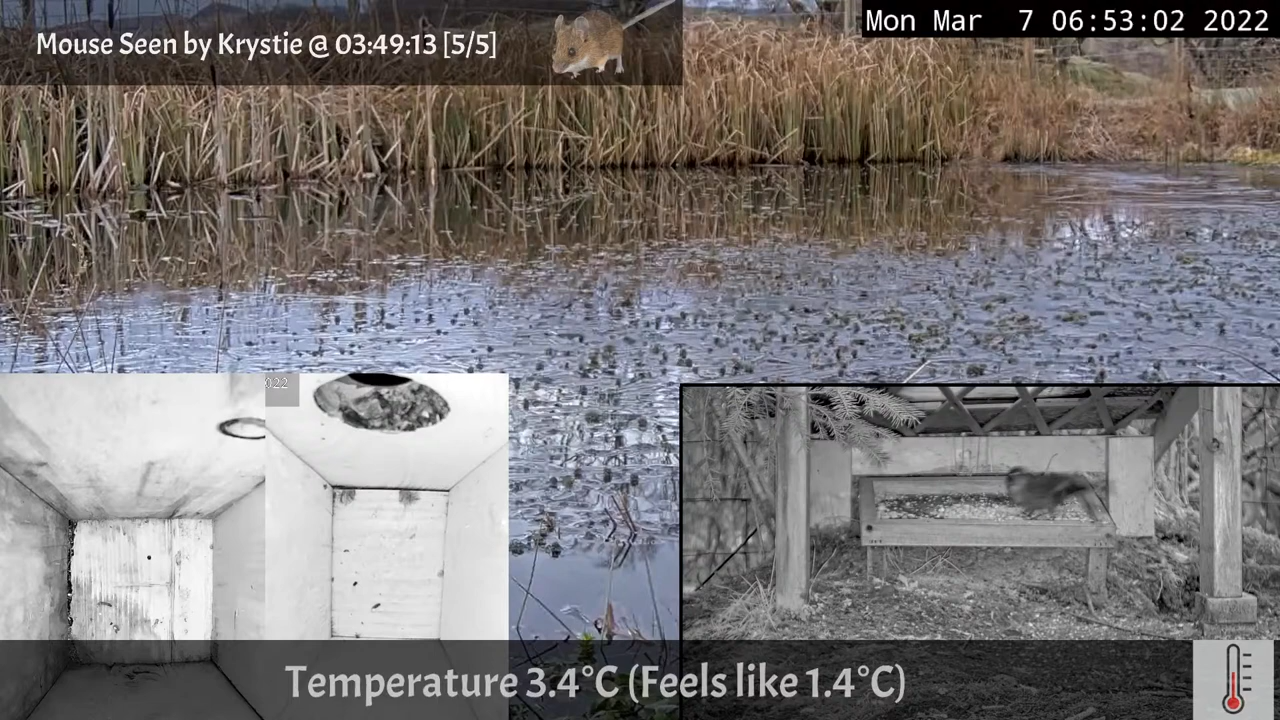 Mouse Seen by Krystie @ 03:49:13 [5/5]
Mon Mar 7 06:53:02 2022
022
Temperature 3.4°C (Feels like 1.4°C)